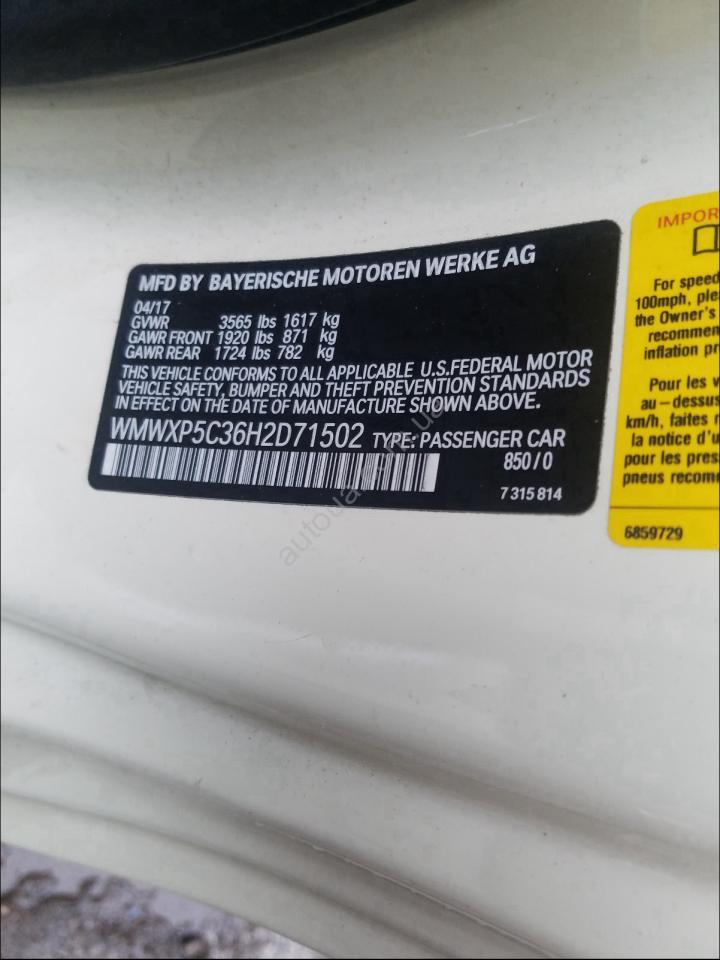 MFD BY BAYERISCHE MOTOREN WERKE AG
04/17
GVWR 3565 lbs 1617 kg
GAWR FRONT 1920 lbs 871 kg
GAWR REAR 1724 lbs 782 kg
THIS VEHICLE CONFORMS TO ALL APPLICABLE U.S.FEDERAL MOTOR
VEHICLE SAFETY, BUMPER AND THEFT PREVENTION STANDARDS
IN EFFECT ON THE DATE OF MANUFACTURE SHOWN ABOVE.
WMWXP5C36H2D71502 TYPE: PASSENGER CAR
850/0
7 315 814
IMPOR
For speed
100mph, ple
the Owner's
recommen
inflation pr
Pour les v
au-dessus
km/h, faites r
la notice d'u
pour les pres
pneus recom
6859729